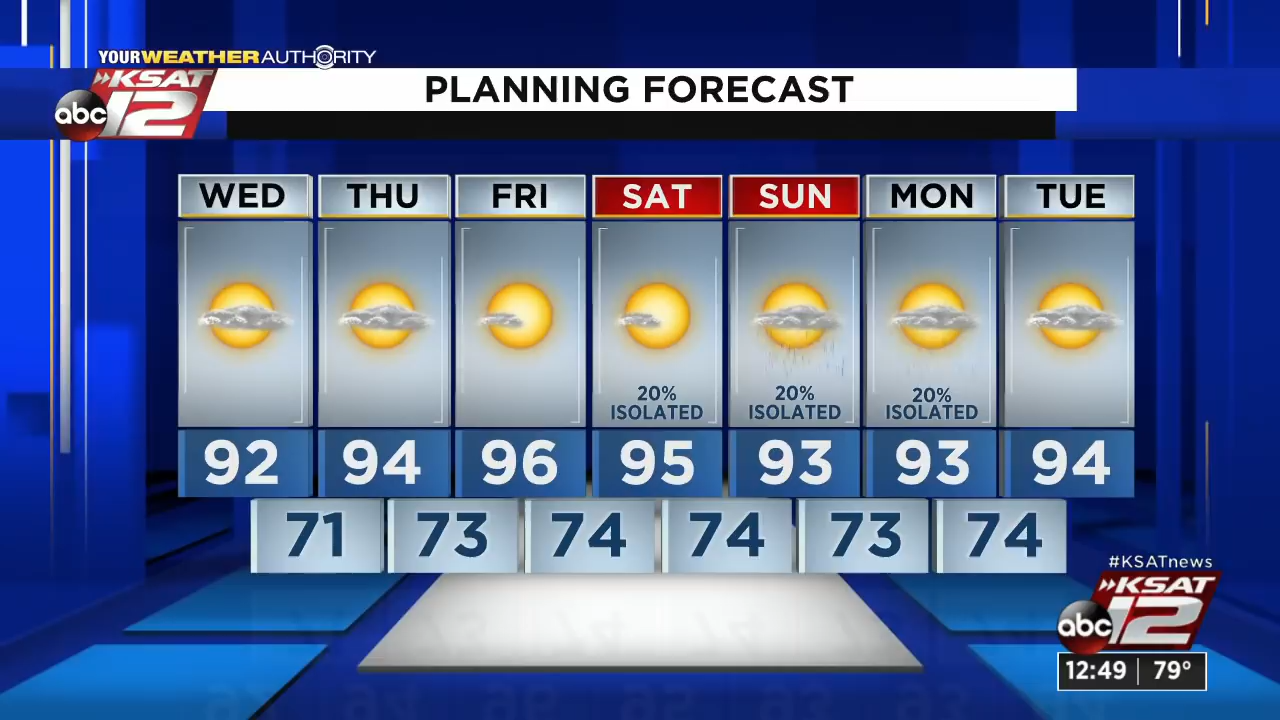 YOURWEATHERAUTHORITY
KSAT
abc 12
PLANNING FORECAST
WED THU FRI SAT SUN MON TUE
20% 20% 20%
ISOLATED ISOLATED ISOLATED
92 94 96 95 93 93 94
71 73 74 74 73 74
#KSATnews
KSAT
abc 12
12:49 79°